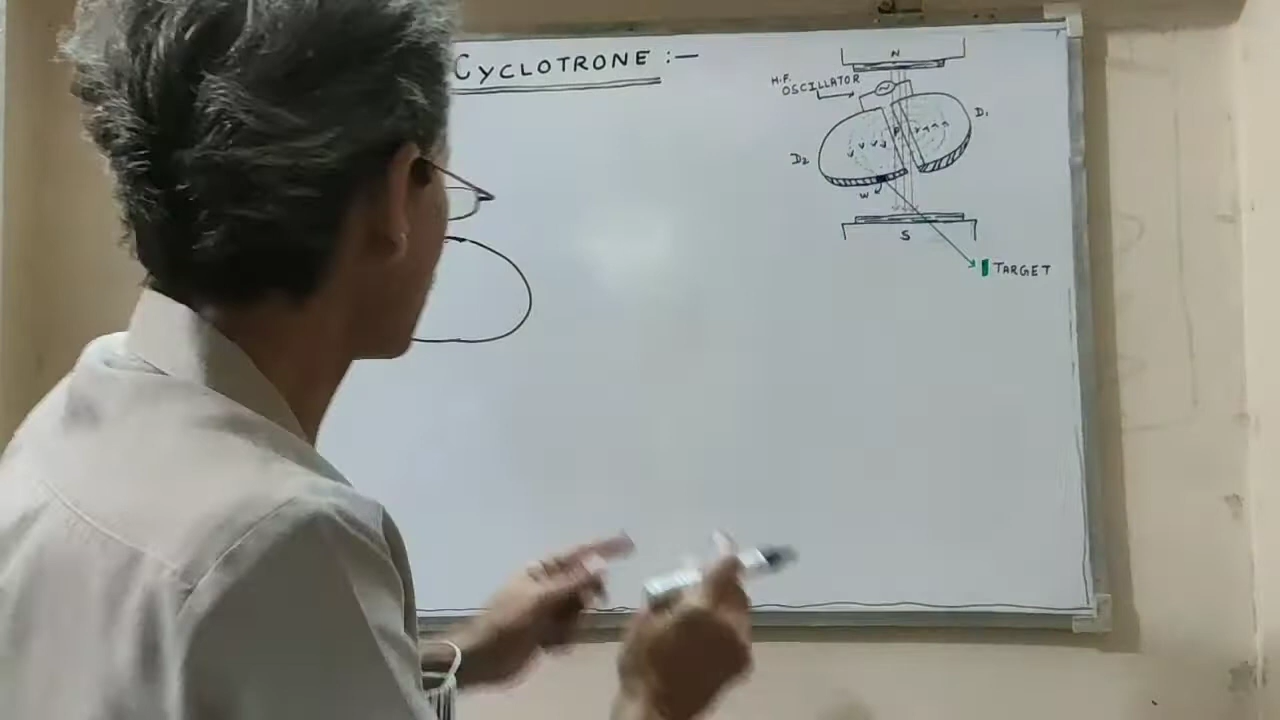 CYCLOTRONE :-
N
H.F.
OSCILLATOR
D1
D2
P
W
S
TARGET